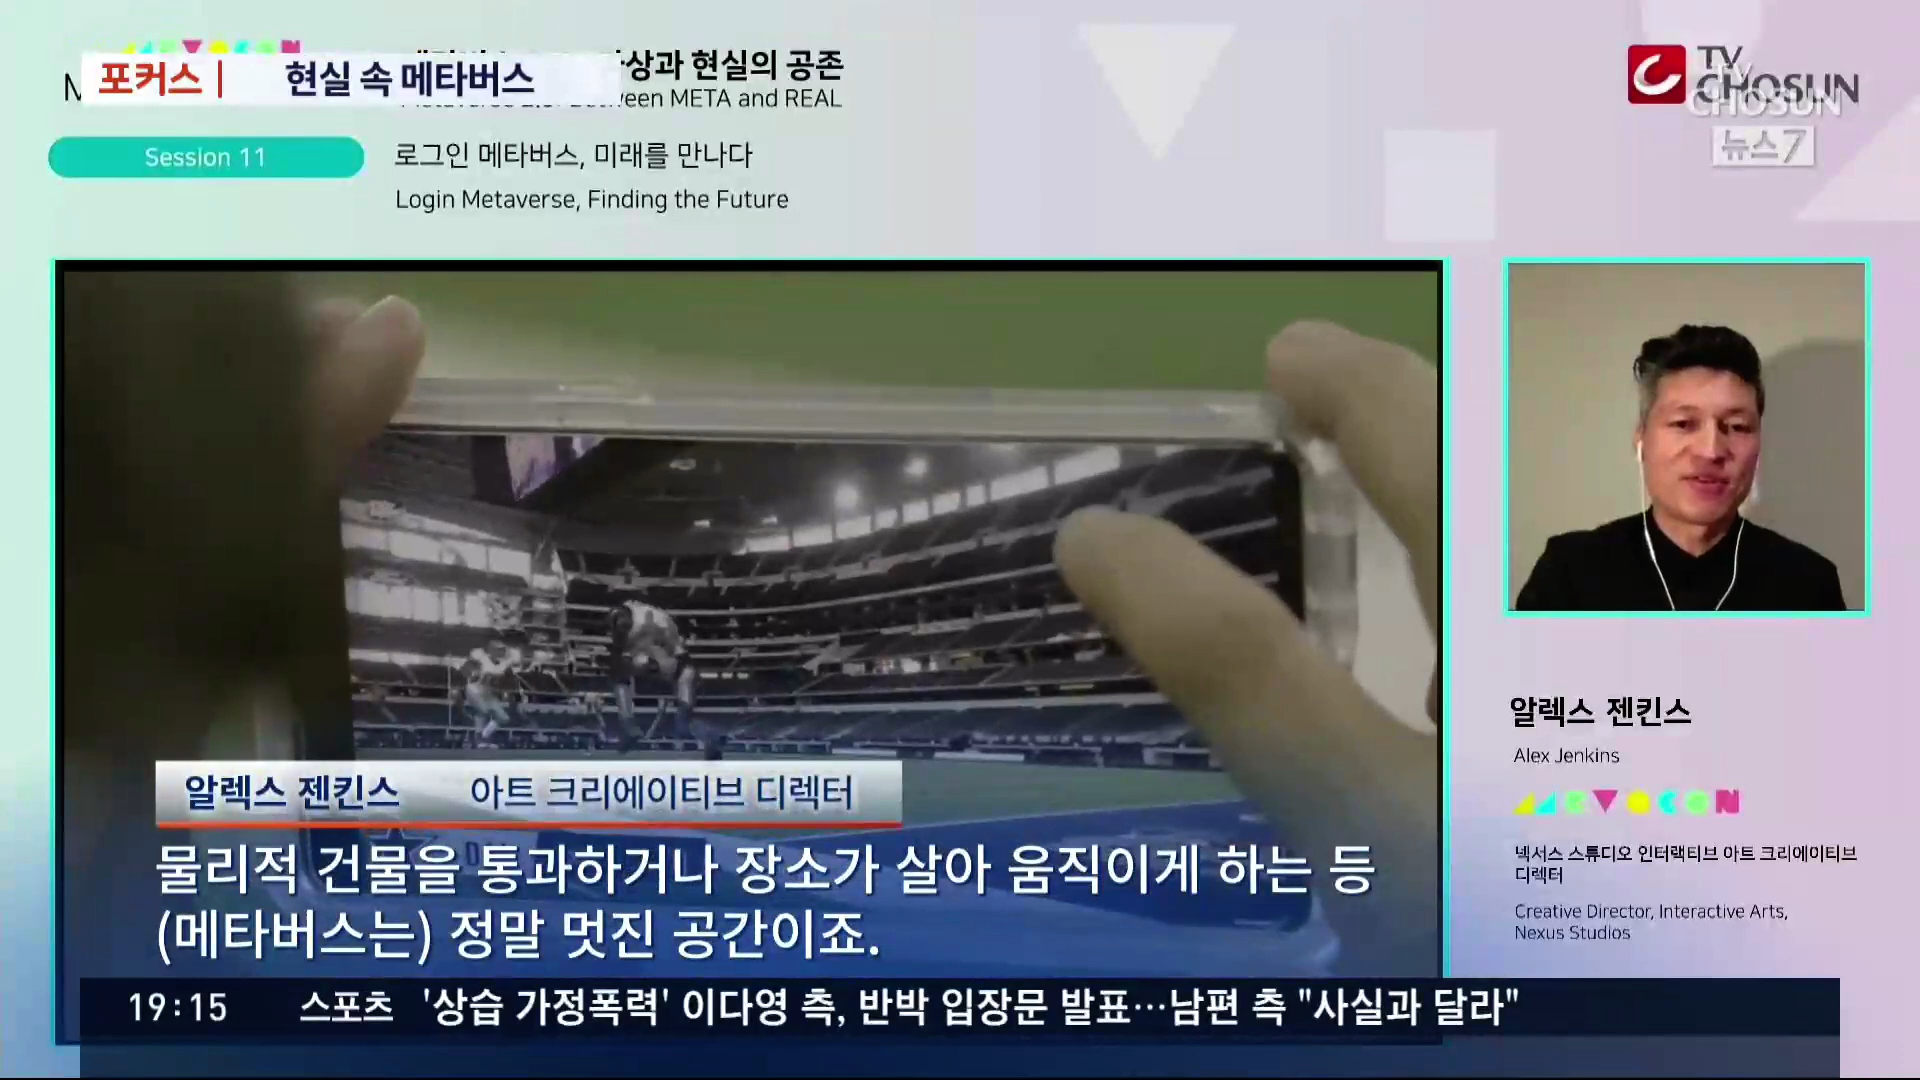 포커스 | 현실 속 메타버스
상과 현실의 공존
META and REAL
TV
CHOSUN
TV
CHOSUN
뉴스7
Session 11
로그인 메타버스, 미래를 만나다
Login Metaverse, Finding the Future
알렉스 젠킨스
Alex Jenkins
넥서스 스튜디오 인터랙티브 아트 크리에이티브
디렉터
Creative Director, Interactive Arts,
Nexus Studios
알렉스 젠킨스 아트 크리에이티브 디렉터
물리적 건물을 통과하거나 장소가 살아 움직이게 하는 등
(메타버스는) 정말 멋진 공간이죠.
19:15 스포츠 '상습 가정폭력' 이다영 측, 반박 입장문 발표…남편 측 "사실과 달라"